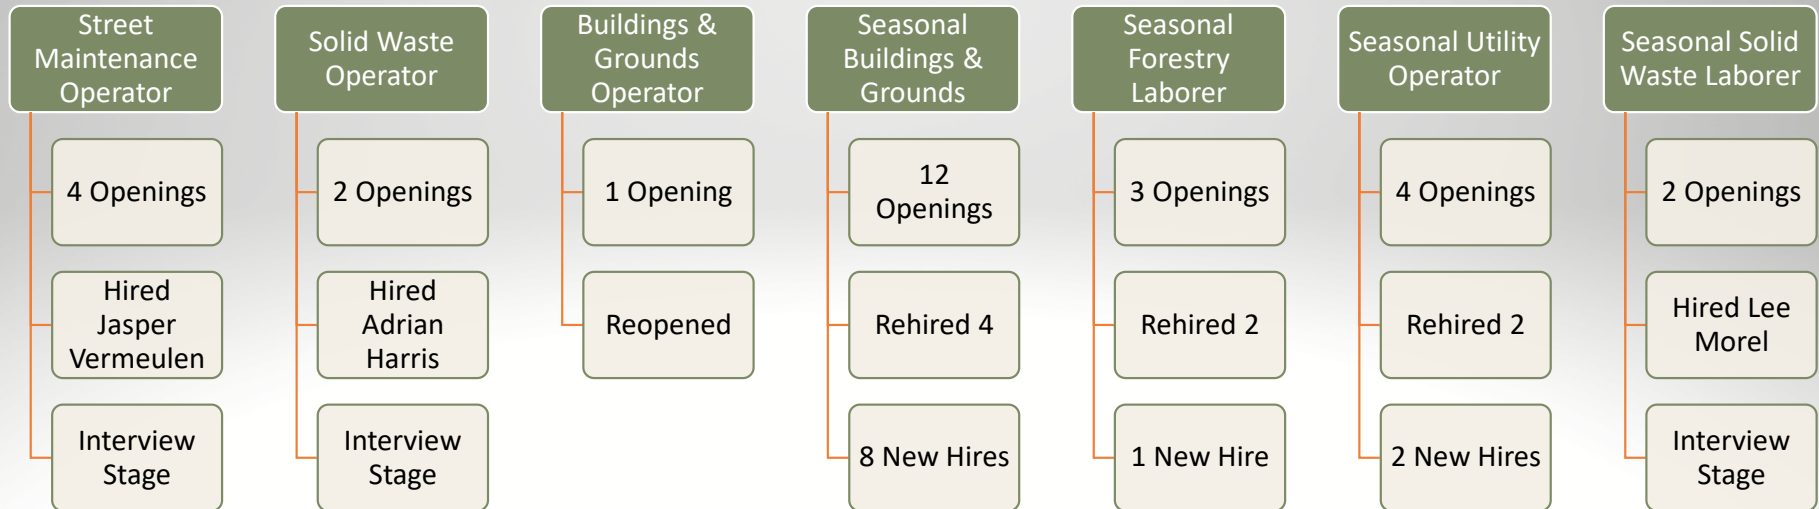 Street
Maintenance
Operator
4 Openings
Hired
Jasper
Vermeulen
Interview
Stage
Solid Waste
Operator
2 Openings
Hired
Adrian
Harris
Interview
Stage
Buildings &
Grounds
Operator
1 Opening
Reopened
Seasonal
Buildings &
Grounds
12
Openings
Rehired 4
8 New Hires
Seasonal
Forestry
Laborer
3 Openings
Rehired 2
1 New Hire
Seasonal Utility
Operator
4 Openings
Rehired 2
2 New Hires
Seasonal Solid
Waste Laborer
2 Openings
Hired Lee
Morel
Interview
Stage